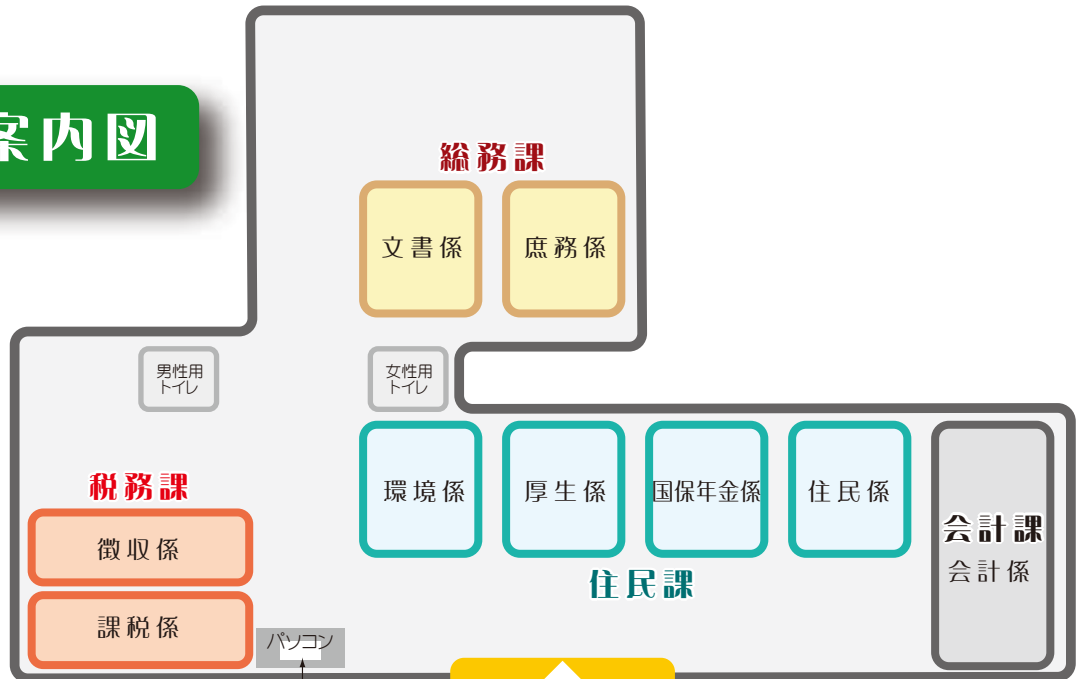 案内図
総務課
文書係
庶務係
男性用
トイレ
女性用
トイレ
環境係
厚生係
国保年金係
住民係
住民課
税務課
徴収係
課税係
パソコン
会計課
会計係